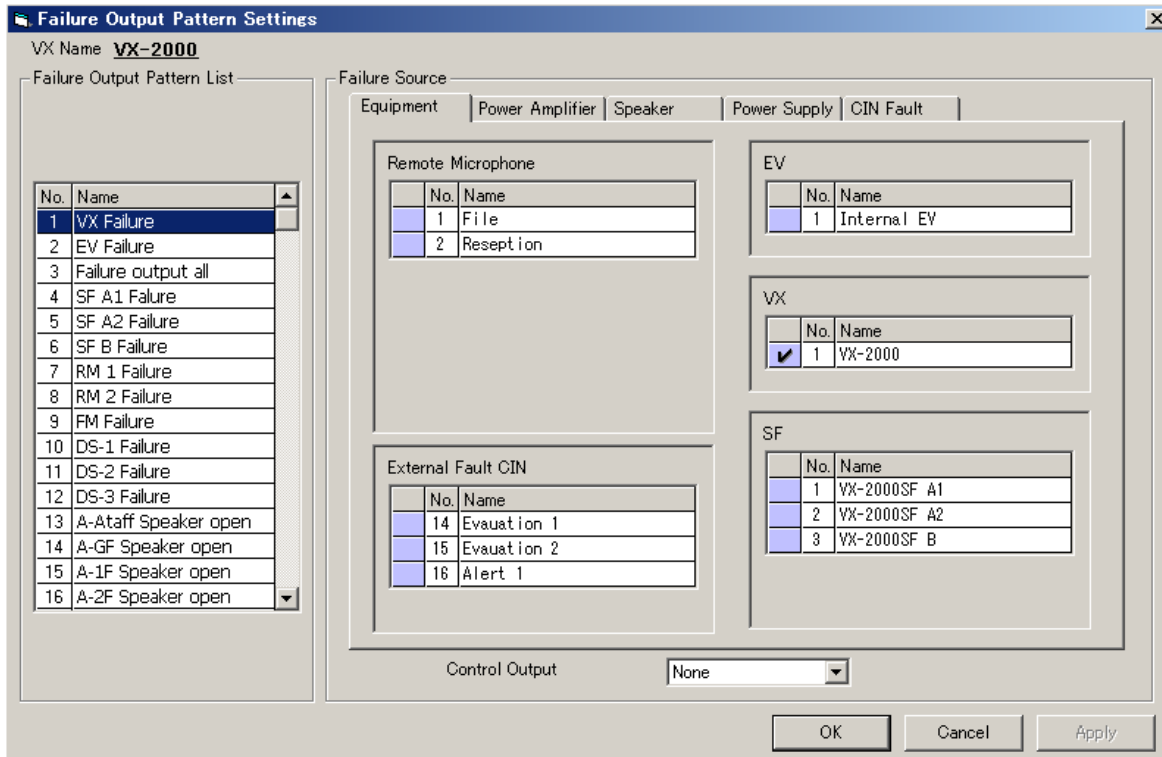 Failure Output Pattern Settings
VX Name VX-2000
Failure Output Pattern List
No. Name
1 VX Failure
2 EV Failure
3 Failure output all
4 SF A1 Falure
5 SF A2 Failure
6 SF B Failure
7 RM 1 Failure
8 RM 2 Failure
9 FM Failure
10 DS-1 Failure
11 DS-2 Failure
12 DS-3 Failure
13 A-Ataff Speaker open
14 A-GF Speaker open
15 A-1F Speaker open
16 A-2F Speaker open
Failure Source
Equipment Power Amplifier Speaker Power Supply CIN Fault
Remote Microphone
No. Name
1 File
2 Reseption
External Fault CIN
No. Name
14 Evauation 1
15 Evauation 2
16 Alert 1
EV
No. Name
1 Internal EV
VX
No. Name
1 VX-2000
SF
No. Name
1 VX-2000SF A1
2 VX-2000SF A2
3 VX-2000SF B
Control Output None
OK Cancel Apply